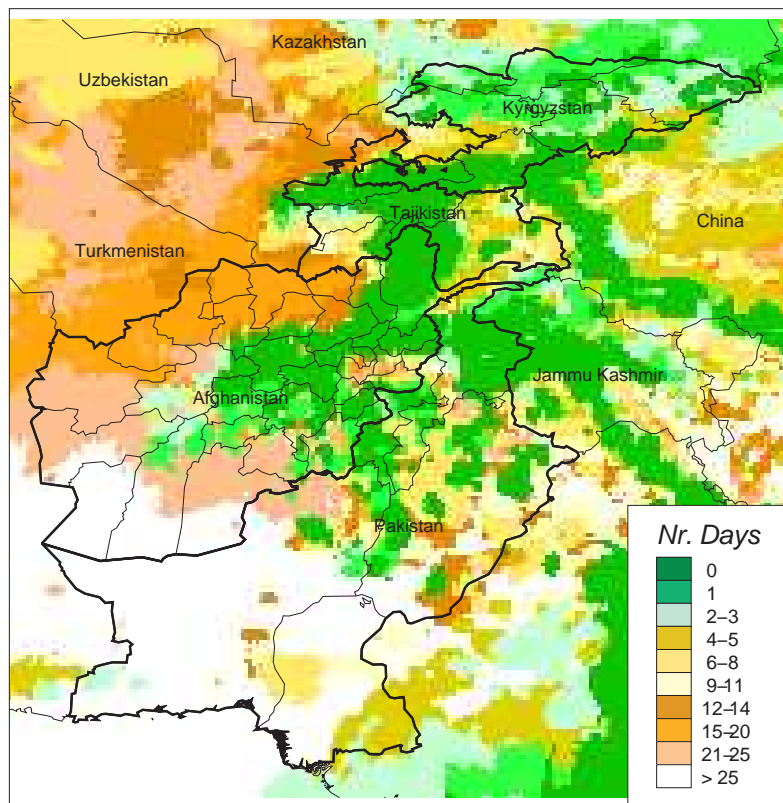 Kazakhstan
Uzbekistan
Kyrgyzstan
Tajikistan
China
Turkmenistan
Jammu Kashmir
Afghanistan
Pakistan
Nr. Days
0
1
2–3
4–5
6–8
9–11
12–14
15–20
21–25
> 25